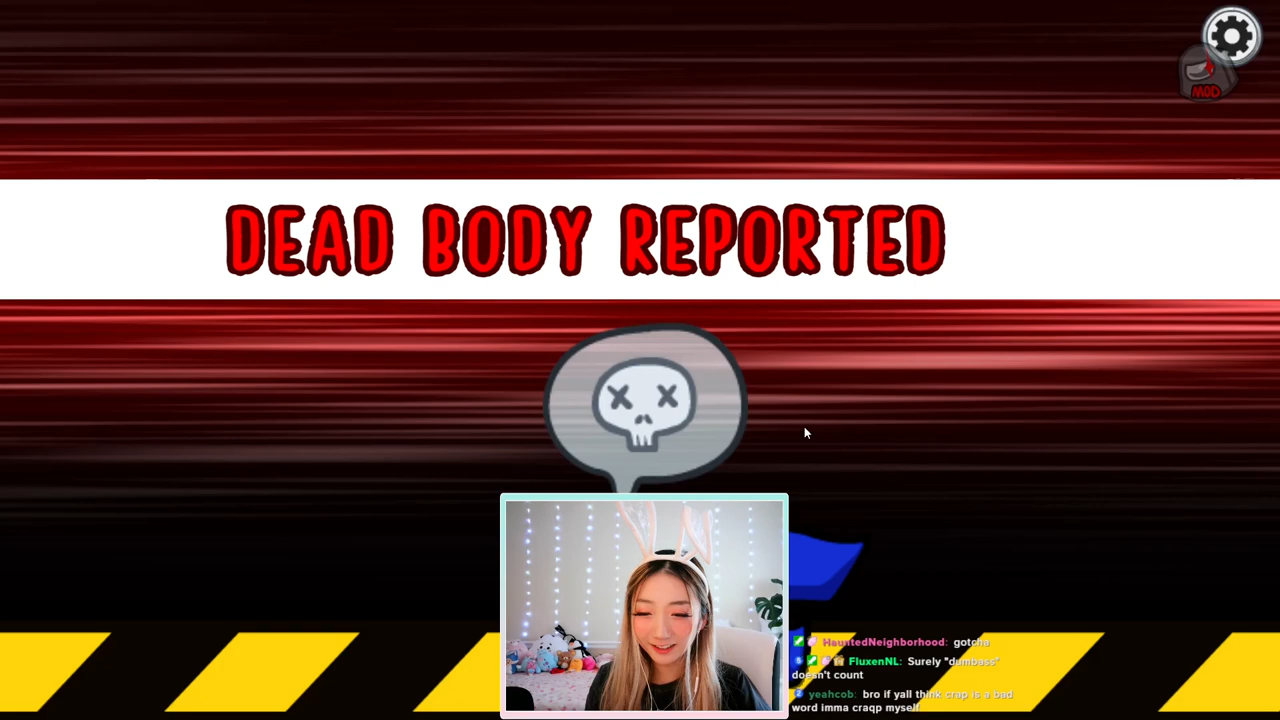 MOD
DEAD BODY REPORTED
HauntedNeighborhood: gotcha
FluxenNL: Surely "dumbass"
doesn't count
yeahcob: bro if yall think crap is a bad
word imma craqp myself